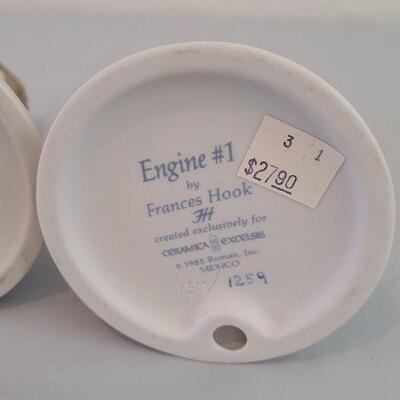 Engine #1
by
Frances Hook
FH
created exclusively for
CERAMICA EXCELSIS
© 1985 Roman, Inc.
MEXICO
15M/ 1259
3 1
$27.90